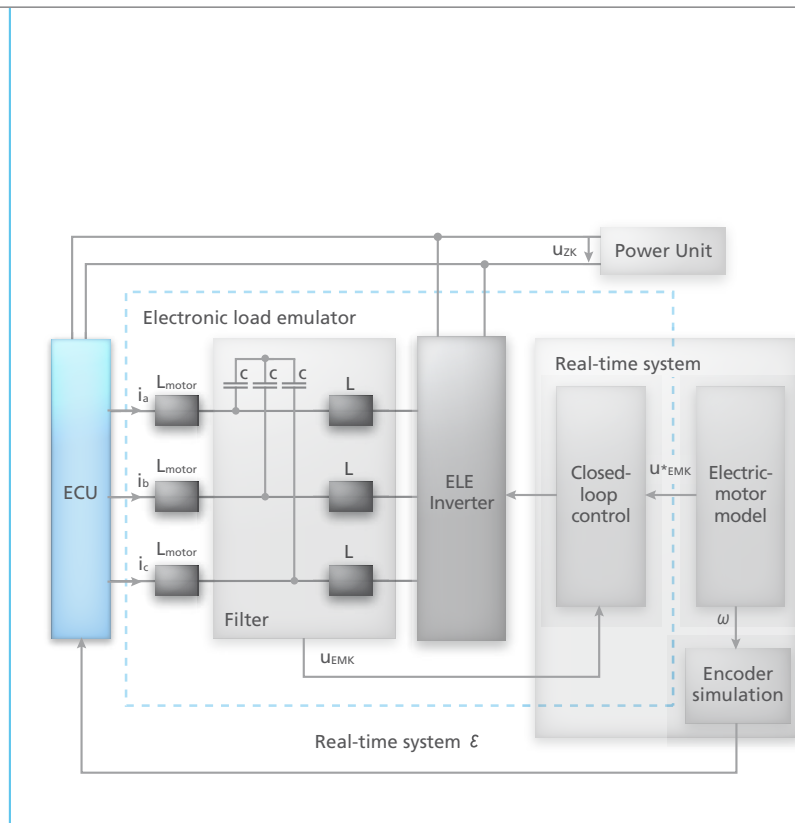 uZK
Power Unit
Electronic load emulator
Real-time system
Lmotor
C
C
C
L
ia
Lmotor
L
ib
ECU
ELE
Inverter
Closed-
loop
control
u*EMK
Electric-
motor
model
Lmotor
L
ic
Filter
ω
uEMK
Encoder
simulation
Real-time system ε